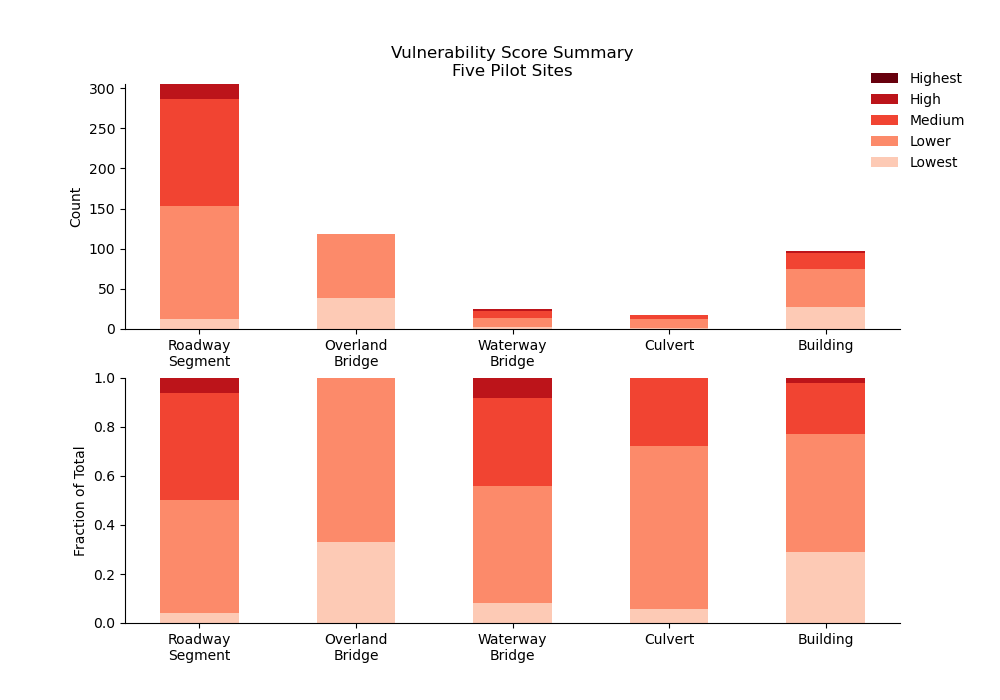 Vulnerability Score Summary
Five Pilot Sites
Highest
High
Medium
Lower
Lowest
Count
300
250
200
150
100
50
0
Roadway
Segment
Overland
Bridge
Waterway
Bridge
Culvert
Building
Fraction of Total
1.0
0.8
0.6
0.4
0.2
0.0
Roadway
Segment
Overland
Bridge
Waterway
Bridge
Culvert
Building